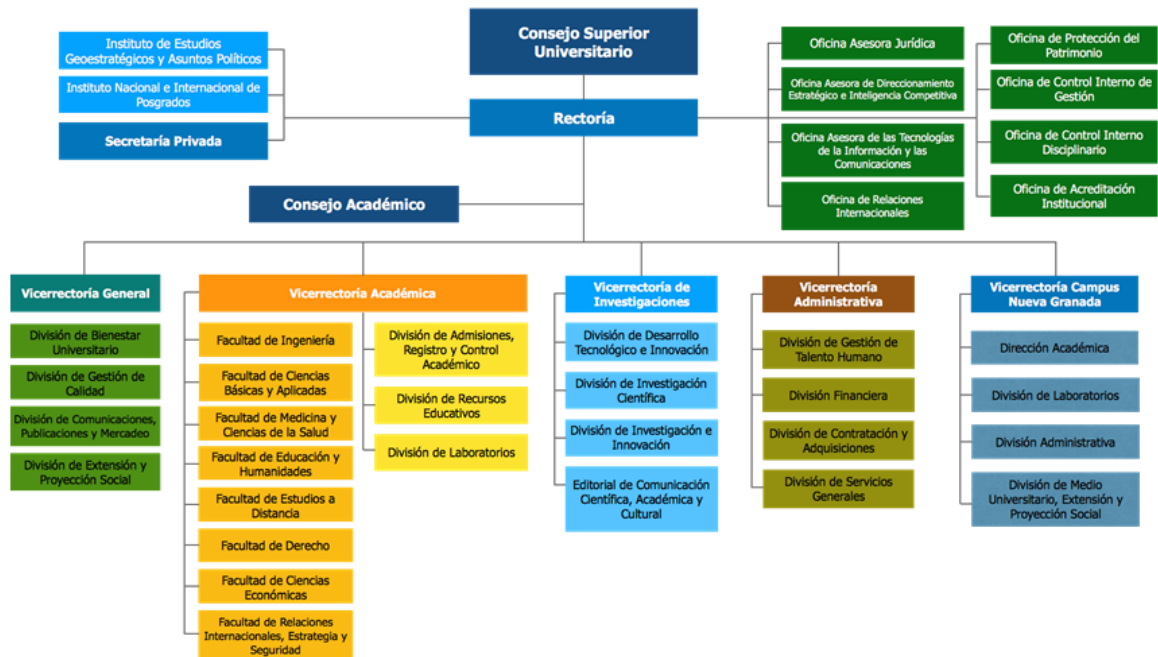 Consejo Superior
Universitario
Rectoría
Instituto de Estudios
Geoestratégicos y Asuntos Políticos
Instituto Nacional e Internacional de
Posgrados
Secretaría Privada
Oficina Asesora Jurídica
Oficina Asesora de Direccionamiento
Estratégico e Inteligencia Competitiva
Oficina Asesora de las Tecnologías
de la Información y las
Comunicaciones
Oficina de Relaciones
Internacionales
Oficina de Protección del
Patrimonio
Oficina de Control Interno de
Gestión
Oficina de Control Interno
Disciplinario
Oficina de Acreditación
Institucional
Consejo Académico
Vicerrectoría General
División de Bienestar
Universitario
División de Gestión de
Calidad
División de Comunicaciones,
Publicaciones y Mercadeo
División de Extensión y
Proyección Social
Vicerrectoría Académica
Facultad de Ingeniería
Facultad de Ciencias
Básicas y Aplicadas
Facultad de Medicina y
Ciencias de la Salud
Facultad de Educación y
Humanidades
Facultad de Estudios a
Distancia
Facultad de Derecho
Facultad de Ciencias
Económicas
Facultad de Relaciones
Internacionales, Estrategia y
Seguridad
División de Admisiones,
Registro y Control
Académico
División de Recursos
Educativos
División de Laboratorios
Vicerrectoría de
Investigaciones
División de Desarrollo
Tecnológico e Innovación
División de Investigación
Científica
División de Investigación e
Innovación
Editorial de Comunicación
Científica, Académica y
Cultural
Vicerrectoría
Administrativa
División de Gestión de
Talento Humano
División Financiera
División de Contratación y
Adquisiciones
División de Servicios
Generales
Vicerrectoría Campus
Nueva Granada
Dirección Académica
División de Laboratorios
División Administrativa
División de Medio
Universitario, Extensión y
Proyección Social